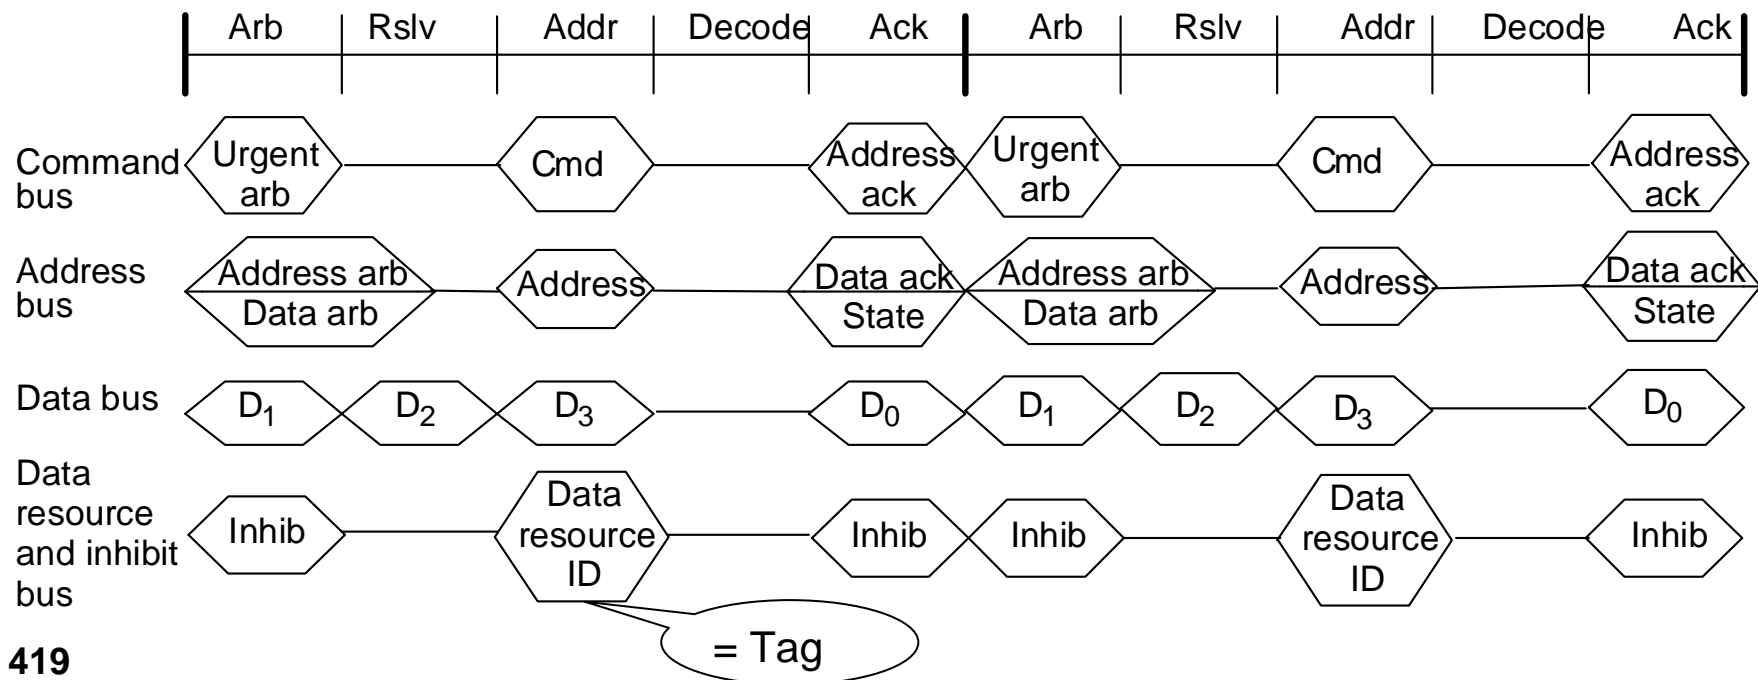 Arb Rslv Addr Decode Ack Arb Rslv Addr Decode Ack
Command
bus
Urgent
arb
Cmd
Address
ack
Urgent
arb
Cmd
Address
ack
Address
bus
Address arb
Data arb
Address
Data ack
State
Address arb
Data arb
Address
Data ack
State
Data bus
D1 D2 D3 D0 D1 D2 D3 D0
Data
resource
and inhibit
bus
Inhib
Data
resource
ID
Inhib
Inhib
Data
resource
ID
Inhib
= Tag
419